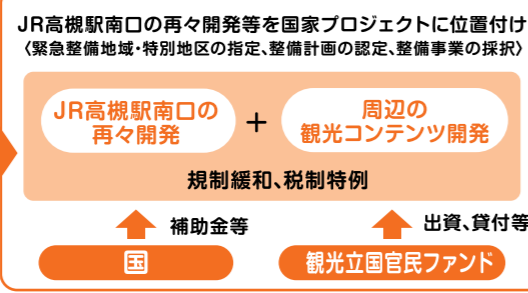 JR高槻駅南口の再々開発等を国家プロジェクトに位置付け
〈緊急整備地域・特別地区の指定、整備計画の認定、整備事業の採択〉
JR高槻駅南口の
再々開発
+
周辺の
観光コンテンツ開発
規制緩和、税制特例
補助金等
出資、貸付等
国
観光立国官民ファンド